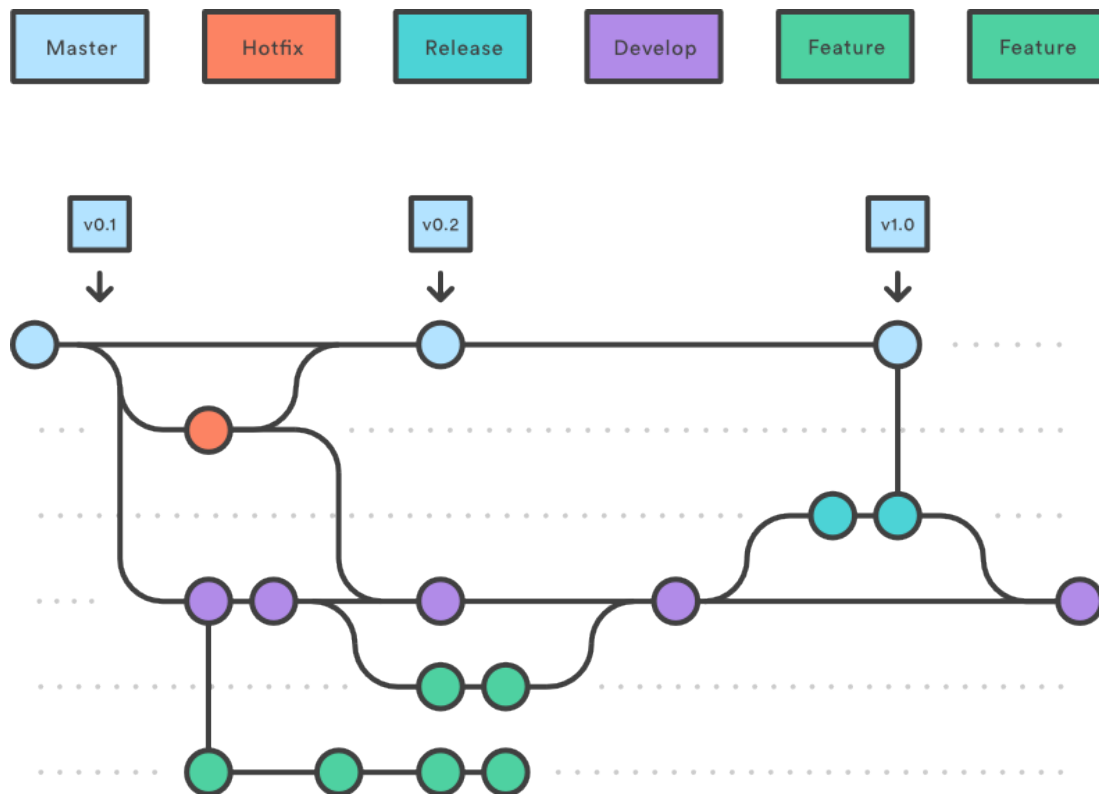 Master
Hotfix
Release
Develop
Feature
Feature
v0.1
v0.2
v1.0